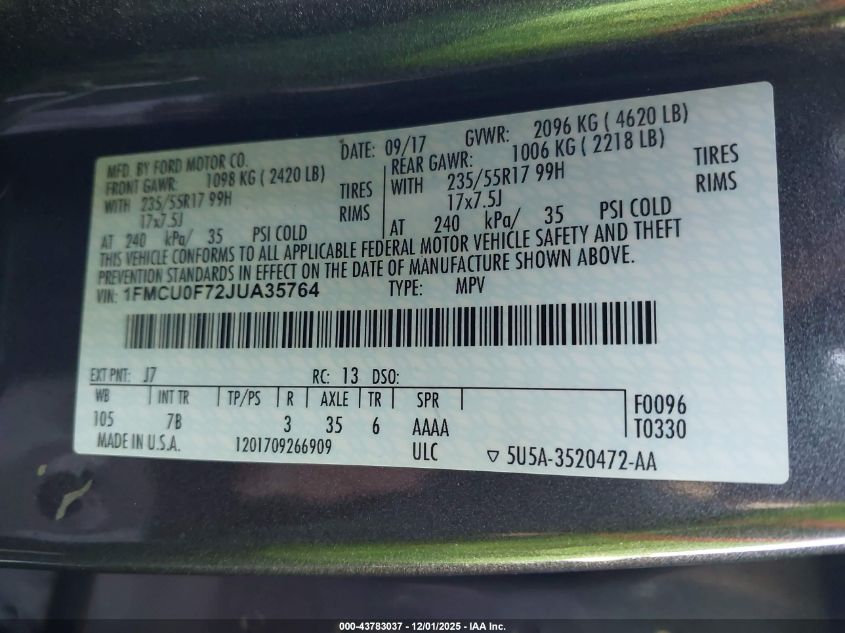 MFD. BY FORD MOTOR CO. DATE: 09/17 GVWR: 2096 KG ( 4620 LB)
FRONT GAWR: 1098 KG ( 2420 LB) REAR GAWR: 1006 KG ( 2218 LB)
WITH 235/55R17 99H TIRES WITH 235/55R17 99H TIRES
17x7.5J RIMS 17x7.5J RIMS
AT 240 kPa/ 35 PSI COLD AT 240 kPa/ 35 PSI COLD
THIS VEHICLE CONFORMS TO ALL APPLICABLE FEDERAL MOTOR VEHICLE SAFETY AND THEFT
PREVENTION STANDARDS IN EFFECT ON THE DATE OF MANUFACTURE SHOWN ABOVE.
VIN: 1FMCU0F72JUA35764 TYPE: MPV
EXT PNT: J7 RC: 13 DSO:
WB INT TR TP/PS R AXLE TR SPR F0096
105 7B 3 35 6 AAAA T0330
MADE IN U.S.A. 1201709266909 ULC ▽ 5U5A-3520472-AA
000-43783037 - 12/01/2025 - IAA Inc.